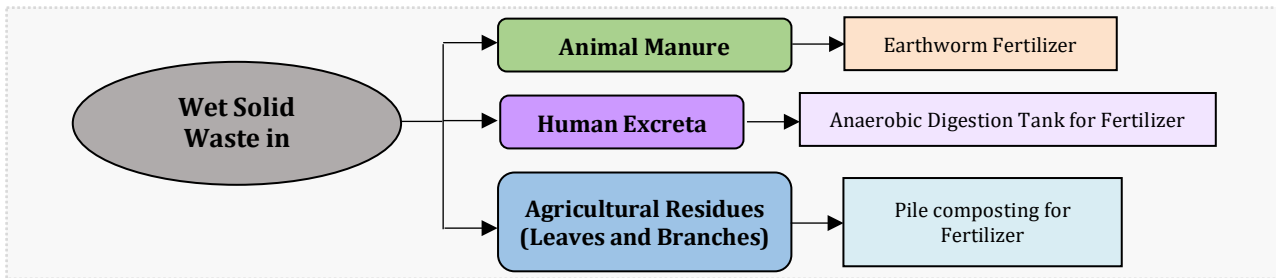 Wet Solid
Waste in
Animal Manure
Earthworm Fertilizer
Human Excreta
Anaerobic Digestion Tank for Fertilizer
Agricultural Residues
(Leaves and Branches)
Pile composting for
Fertilizer